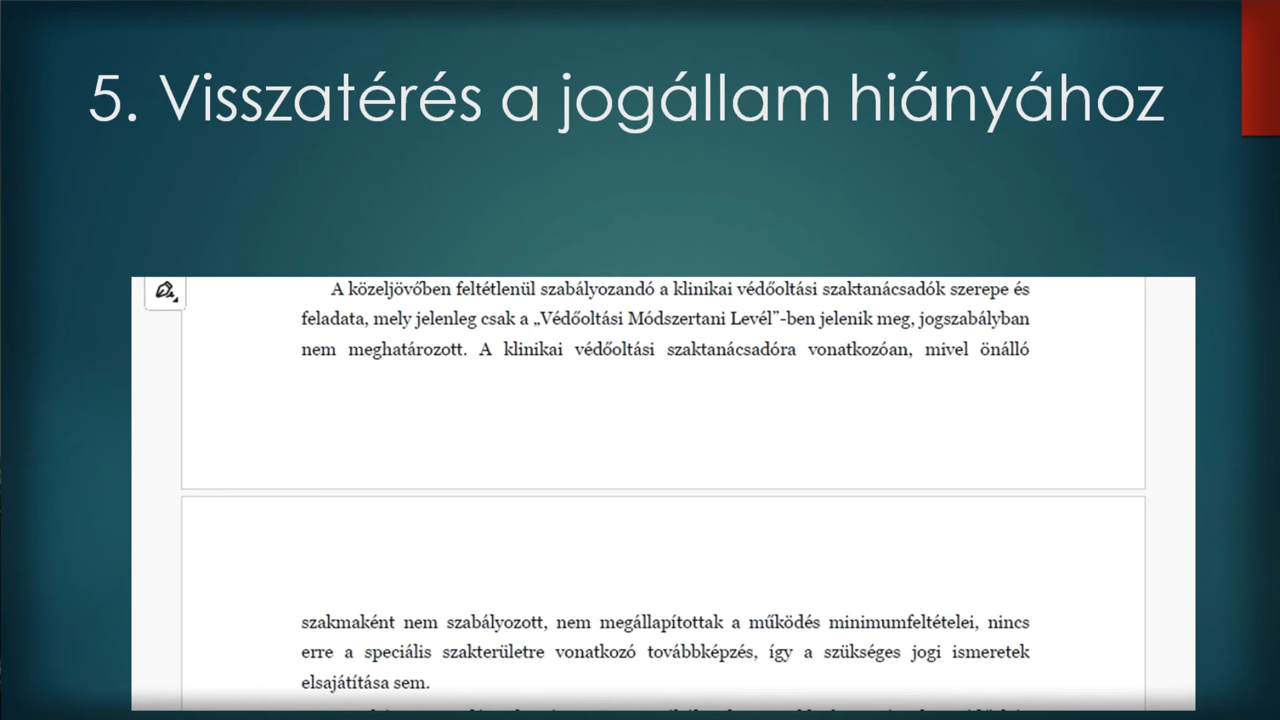 5. Visszatérés a jogállam hiányához
A közeljövőben feltétlenül szabályozandó a klinikai védőoltási szaktanácsadók szerepe és
feladata, mely jelenleg csak a „Védőoltási Módszertani Levél”-ben jelenik meg, jogszabályban
nem meghatározott. A klinikai védőoltási szaktanácsadóra vonatkozóan, mivel önálló
szakmaként nem szabályozott, nem megállapítottak a működés minimumfeltételei, nincs
erre a speciális szakterületre vonatkozó továbbképzés, így a szükséges jogi ismeretek
elsajátítása sem.